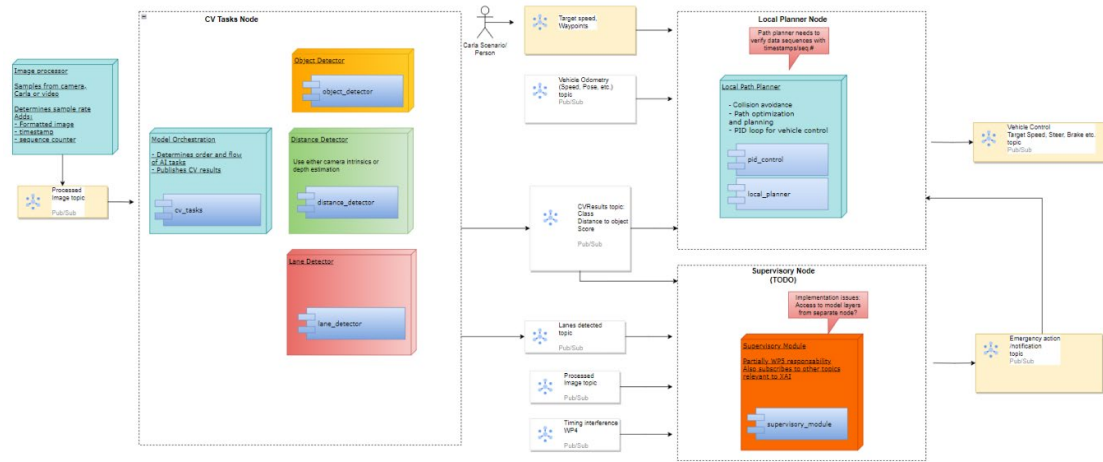 CV Tasks Node
Image processor
Samples from camera,
Carla or video
Determines sample rate
Adds:
- Formatted image
- timestamp
- sequence counter
Processed
Image topic
Pub/Sub
Model Orchestration
- Determines order and flow
of AI tasks
- Publishes CV results
cv_tasks
Object Detector
object_detector
Distance Detector
Use either camera intrinsics or
depth estimation
distance_detector
Lane Detector
lane_detector
Carla Scenario/
Person
Target speed,
Waypoints
Vehicle Odometry
(Speed, Pose, etc.)
topic
Pub/Sub
CVResults topic:
Class
Distance to object
Score
Pub/Sub
Lanes detected
topic
Pub/Sub
Processed
Image topic
Pub/Sub
Timing interference
WP4
Pub/Sub
Local Planner Node
Path planner needs to
verify data sequences with
timestamps/seq.#
Local Path Planner
- Collision avoidance
- Path optimization
and planning
- PID loop for vehicle control
pid_control
local_planner
Supervisory Node
(TODO)
Implementation issues:
Access to model layers
from separate node?
Supervisory Module
Partially WP5 responsability
Also subscribes to other topics
relevant to XAI
supervisory_module
Vehicle Control
Target Speed, Steer, Brake etc.
topic
Pub/Sub
Emergency action
/notification
topic
Pub/Sub